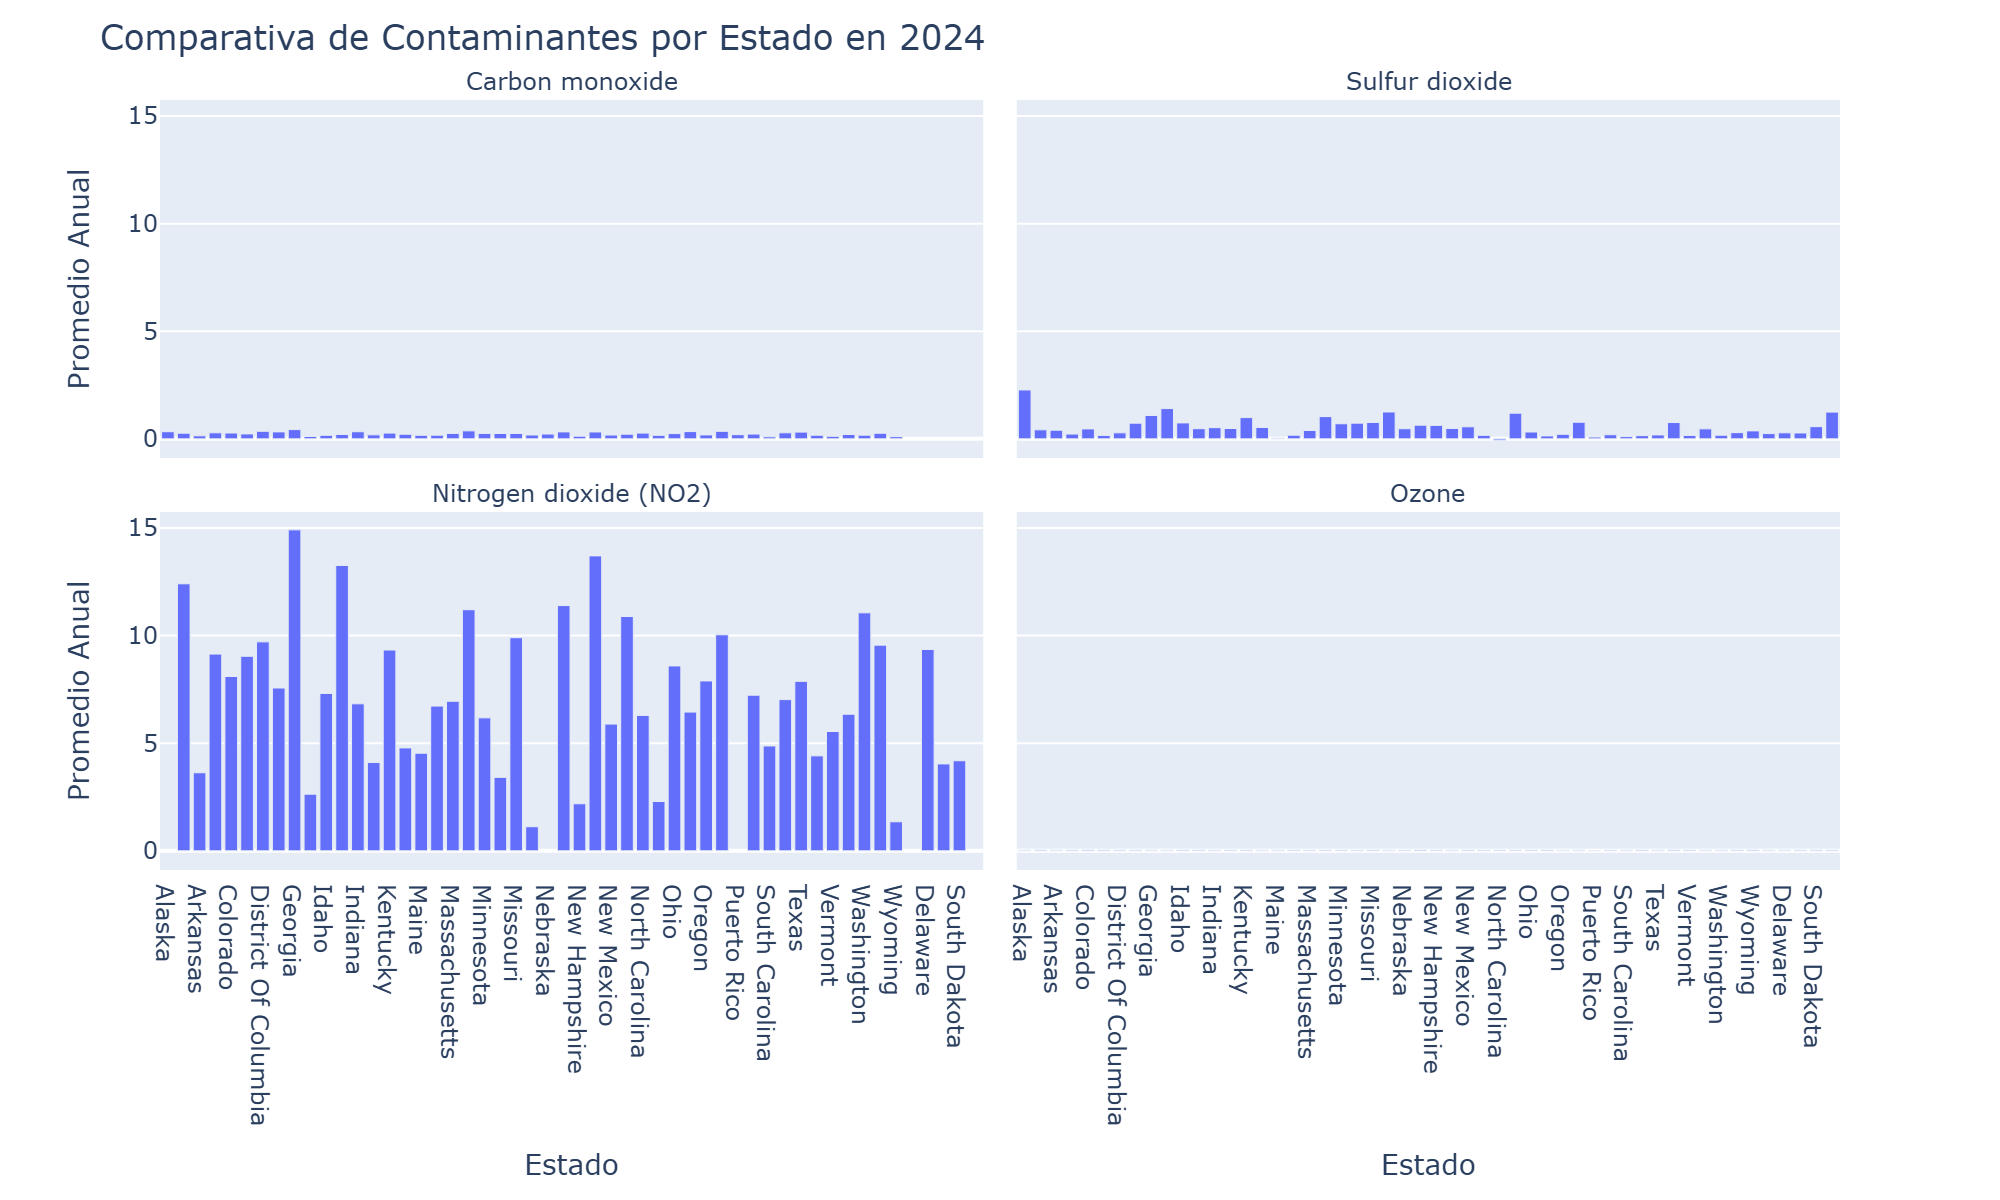 Comparativa de Contaminantes por Estado en 2024
Carbon monoxide
Sulfur dioxide
15
10
5
0
Promedio Anual
Nitrogen dioxide (NO2)
Ozone
15
10
5
0
Promedio Anual
Alaska
Arkansas
Colorado
District Of Columbia
Georgia
Idaho
Indiana
Kentucky
Maine
Massachusetts
Minnesota
Missouri
Nebraska
New Hampshire
New Mexico
North Carolina
Ohio
Oregon
Puerto Rico
South Carolina
Texas
Vermont
Washington
Wyoming
Delaware
South Dakota
Alaska
Arkansas
Colorado
District Of Columbia
Georgia
Idaho
Indiana
Kentucky
Maine
Massachusetts
Minnesota
Missouri
Nebraska
New Hampshire
New Mexico
North Carolina
Ohio
Oregon
Puerto Rico
South Carolina
Texas
Vermont
Washington
Wyoming
Delaware
South Dakota
Estado
Estado